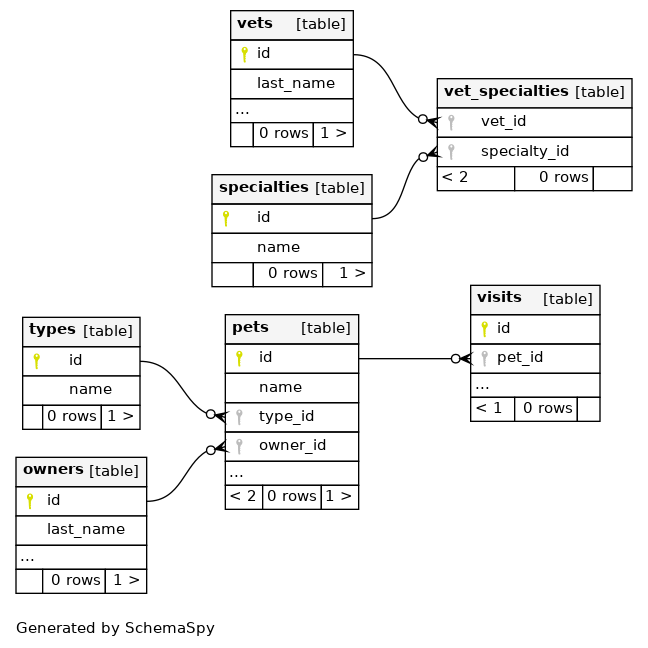 vets [table]
id
last_name
...
0 rows 1 >
vet_specialties [table]
vet_id
specialty_id
< 2 0 rows
specialties [table]
id
name
0 rows 1 >
visits [table]
id
pet_id
...
< 1 0 rows
types [table]
id
name
0 rows 1 >
pets [table]
id
name
type_id
owner_id
...
< 2 0 rows 1 >
owners [table]
id
last_name
...
0 rows 1 >
Generated by SchemaSpy